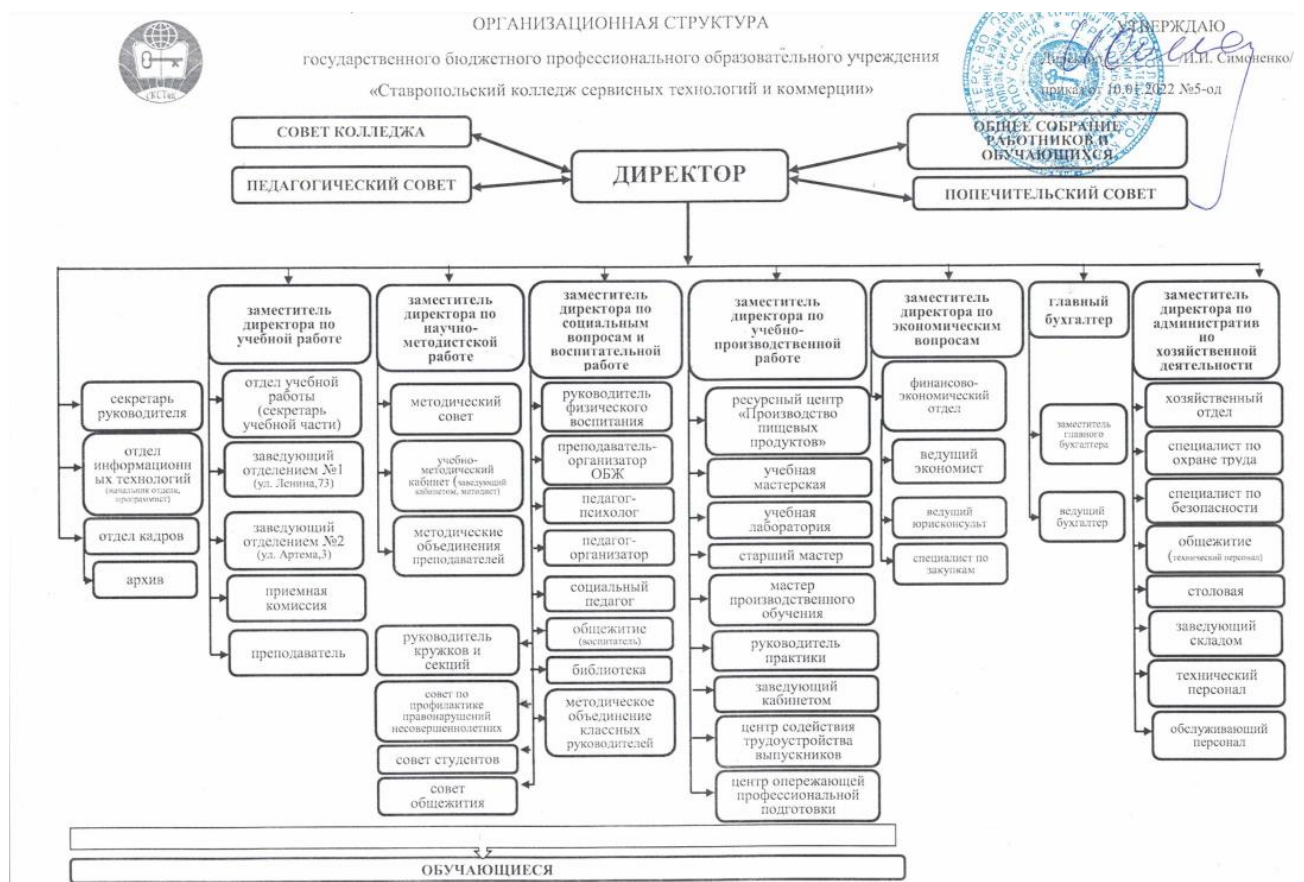 ОРГАНИЗАЦИОННАЯ СТРУКТУРА
государственного бюджетного профессионального образовательного учреждения
«Ставропольский колледж сервисных технологий и коммерции»
УТВЕРЖДАЮ
Директор /И.И. Симоненко/
приказ от 10.01.2022 №5-од
СКСТиК
СОВЕТ КОЛЛЕДЖА
ПЕДАГОГИЧЕСКИЙ СОВЕТ
ДИРЕКТОР
ОБЩЕЕ СОБРАНИЕ
РАБОТНИКОВ И
ОБУЧАЮЩИХСЯ
ПОПЕЧИТЕЛЬСКИЙ СОВЕТ
секретарь
руководителя
отдел
информационн
ых технологий
(начальник отдела,
программист)
отдел кадров
архив
заместитель
директора по
учебной работе
отдел учебной
работы
(секретарь
учебной части)
заведующий
отделением №1
(ул. Ленина,73)
заведующий
отделением №2
(ул. Артема,3)
приемная
комиссия
преподаватель
заместитель
директора по
научно-
методистской
работе
методический
совет
учебно-
методический
кабинет (заведующий
кабинетом, методист)
методические
объединения
преподавателей
руководитель
кружков и
секций
совет по
профилактике
правонарушений
несовершеннолетних
совет студентов
совет
общежития
заместитель
директора по
социальным
вопросам и
воспитательной
работе
руководитель
физического
воспитания
преподаватель-
организатор
ОБЖ
педагог-
психолог
педагог-
организатор
социальный
педагог
общежитие
(воспитатель)
библиотека
методическое
объединение
классных
руководителей
заместитель
директора по
учебно-
производственной
работе
ресурсный центр
«Производство
пищевых
продуктов»
учебная
мастерская
учебная
лаборатория
старший мастер
мастер
производственного
обучения
руководитель
практики
заведующий
кабинетом
центр содействия
трудоустройства
выпускников
центр опережающей
профессиональной
подготовки
заместитель
директора по
экономическим
вопросам
финансово-
экономический
отдел
ведущий
экономист
ведущий
юрисконсульт
специалист по
закупкам
главный
бухгалтер
заместитель
главного
бухгалтера
ведущий
бухгалтер
заместитель
директора по
административ
но
хозяйственной
деятельности
хозяйственный
отдел
специалист по
охране труда
специалист по
безопасности
общежитие
(технический персонал)
столовая
заведующий
складом
технический
персонал
обслуживающий
персонал
ОБУЧАЮЩИЕСЯ